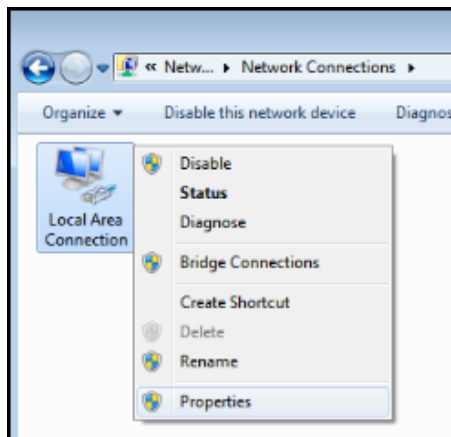 « Netw... ▸ Network Connections ▸
Organize ▾ Disable this network device Diagnos
Local Area
Connection
Disable
Status
Diagnose
Bridge Connections
Create Shortcut
Delete
Rename
Properties